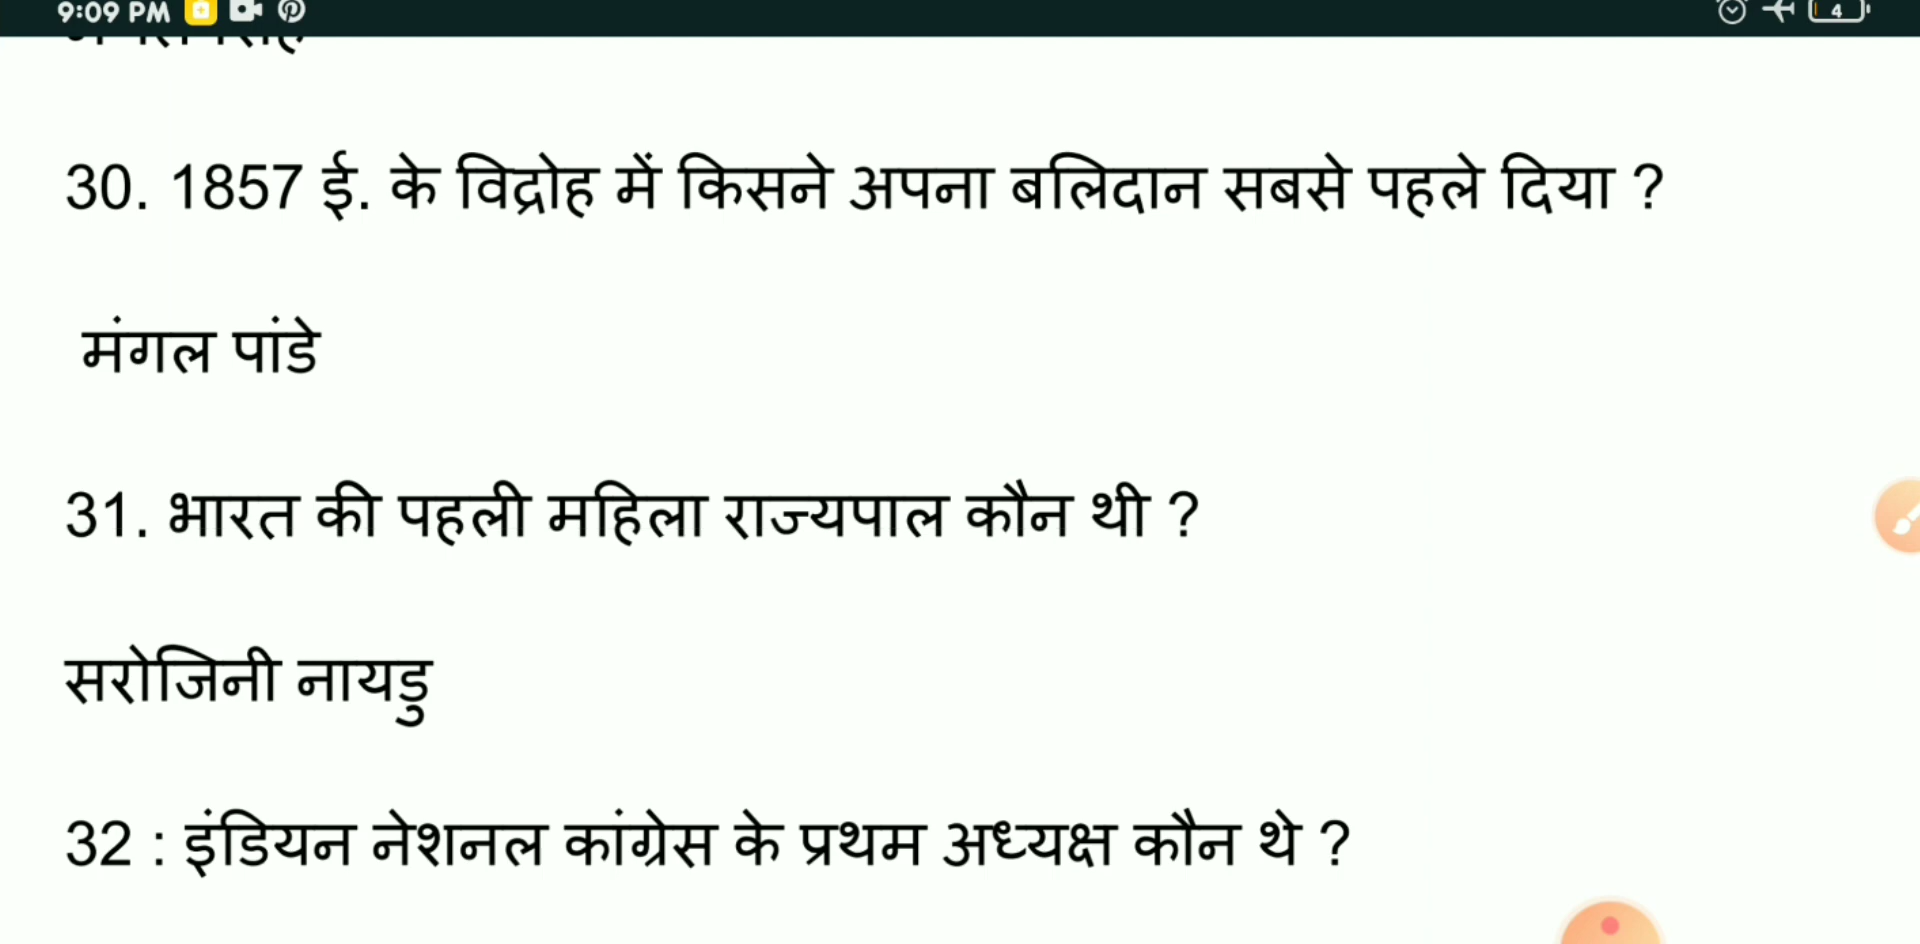 9:09 PM 4
30. 1857 ई. के विद्रोह में किसने अपना बलिदान सबसे पहले दिया ?
मंगल पांडे
31. भारत की पहली महिला राज्यपाल कौन थी ?
सरोजिनी नायडु
32 : इंडियन नेशनल कांग्रेस के प्रथम अध्यक्ष कौन थे ?